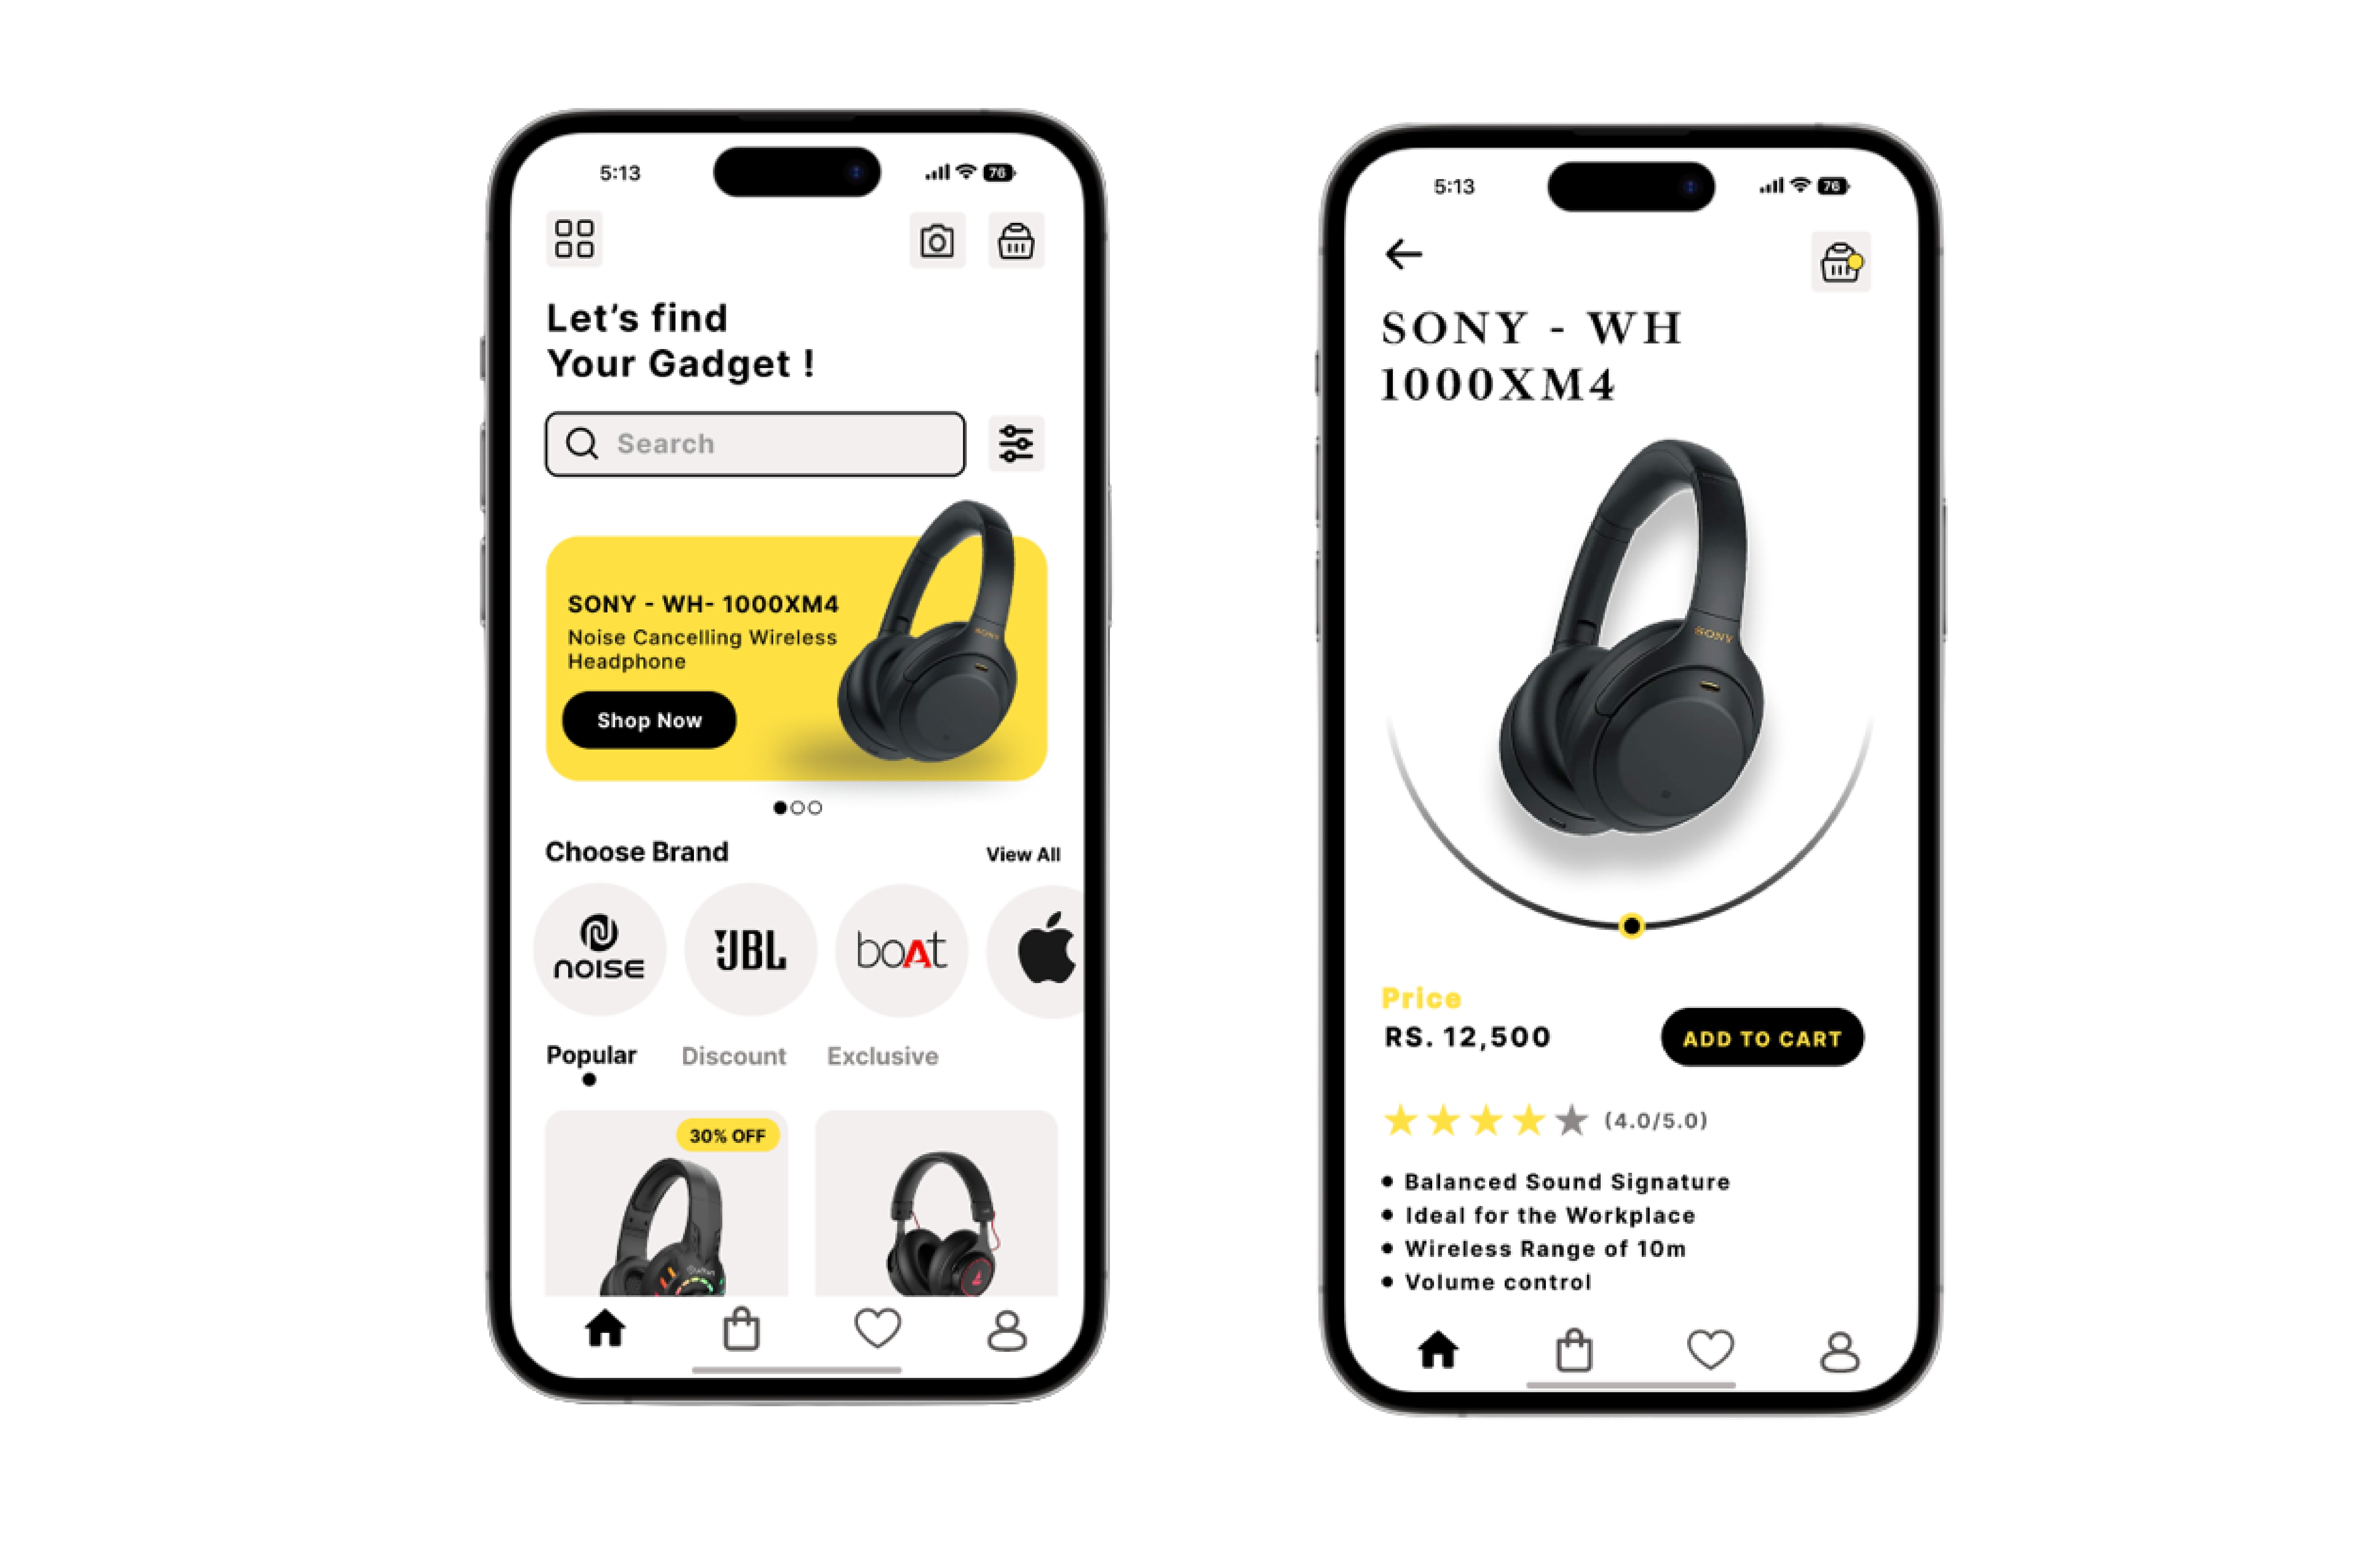 5:13
76
Let's find
Your Gadget !
Search
SONY - WH- 1000XM4
Noise Cancelling Wireless
Headphone
SONY
Shop Now
Choose Brand
View All
noise
JBL
boAt
Popular
Discount
Exclusive
30% OFF
5:13
76
SONY - WH
1000XM4
SONY
Price
RS. 12,500
ADD TO CART
(4.0/5.0)
• Balanced Sound Signature
• Ideal for the Workplace
• Wireless Range of 10m
• Volume control